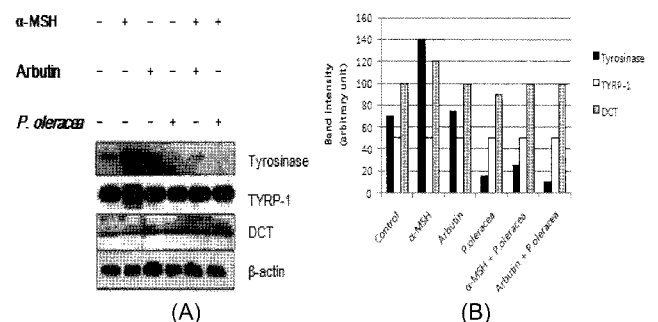 α-MSH - + - - + +
Arbutin - - + - + -
P. oleracea - - - + - +
Tyrosinase
TYRP-1
DCT
β-actin
(A)
Band Intensity
(arbitrary unit)
160
140
120
100
80
60
40
20
0
Control
α-MSH
Arbutin
P.oleracea
α-MSH + P.oleracea
Arbutin + P.oleracea
Tyrosinase
TYRP-1
DCT
(B)